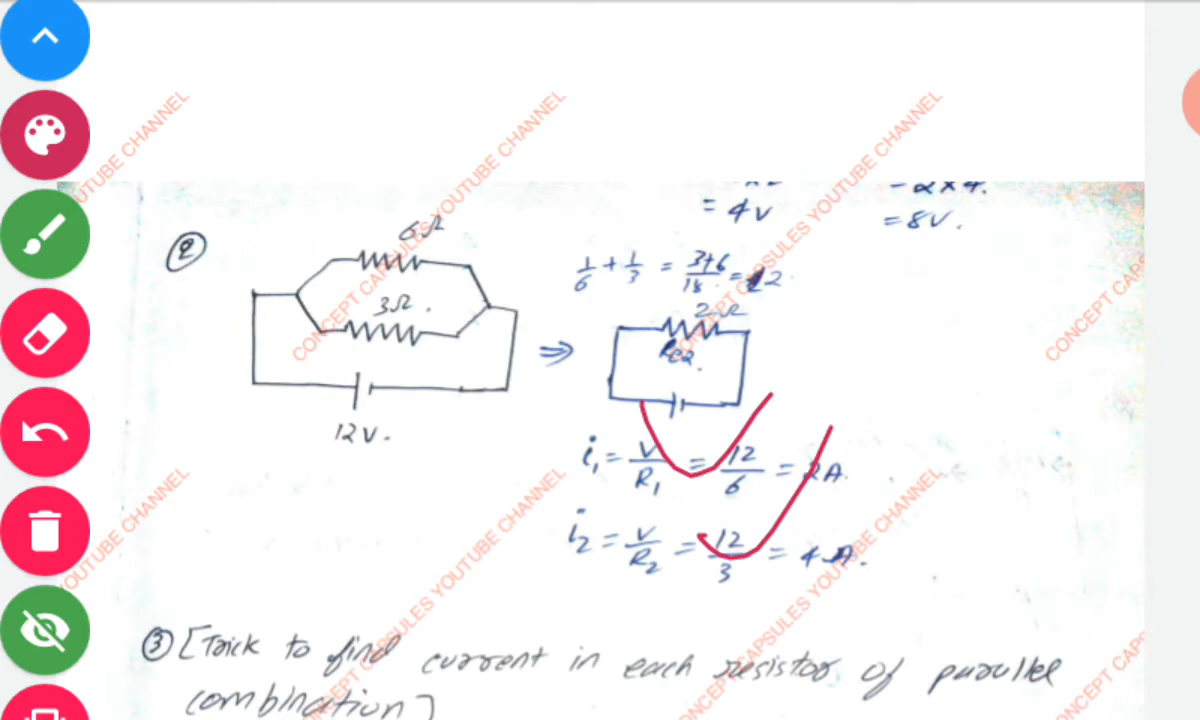 = 2×4.
= 4V
= 8V.
②
6Ω
3Ω.
12V.
1/6 + 1/3 = 3+6/18 = 2
2Ω
⇒
Req.
i₁ = V/R₁ = 12/6 = 2A.
i₂ = V/R₂ = 12/3 = 4A.
③ [Trick to find current in each resistor of parallel
combination]
CONCEPT CAPSULES YOUTUBE CHANNEL